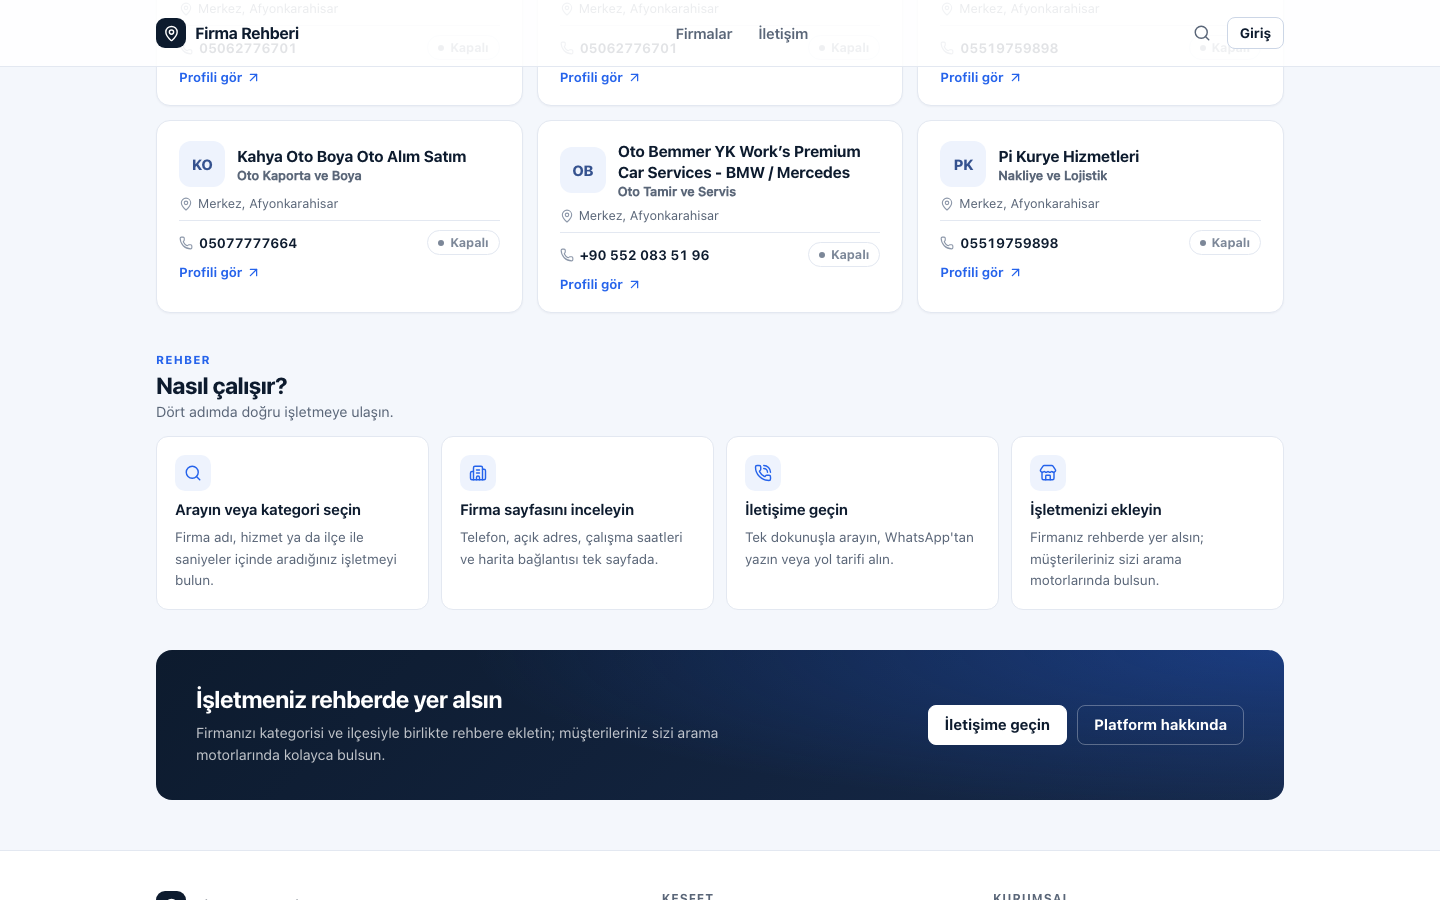 Merkez, Afyonkarahisar
Merkez, Afyonkarahisar
Merkez, Afyonkarahisar
Firma Rehberi
Firmalar
İletişim
Giriş
05062776701
Kapalı
05062776701
Kapalı
05519759898
Kapalı
Profili gör
Profili gör
Profili gör
KO
Kahya Oto Boya Oto Alım Satım
Oto Kaporta ve Boya
Merkez, Afyonkarahisar
05077777664
Kapalı
Profili gör
OB
Oto Bemmer YK Work’s Premium
Car Services - BMW / Mercedes
Oto Tamir ve Servis
Merkez, Afyonkarahisar
+90 552 083 51 96
Kapalı
Profili gör
PK
Pi Kurye Hizmetleri
Nakliye ve Lojistik
Merkez, Afyonkarahisar
05519759898
Kapalı
Profili gör
REHBER
Nasıl çalışır?
Dört adımda doğru işletmeye ulaşın.
Arayın veya kategori seçin
Firma adı, hizmet ya da ilçe ile
saniyeler içinde aradığınız işletmeyi
bulun.
Firma sayfasını inceleyin
Telefon, açık adres, çalışma saatleri
ve harita bağlantısı tek sayfada.
İletişime geçin
Tek dokunuşla arayın, WhatsApp'tan
yazın veya yol tarifi alın.
İşletmenizi ekleyin
Firmanız rehberde yer alsın;
müşterileriniz sizi arama
motorlarında bulsun.
İşletmeniz rehberde yer alsın
Firmanızı kategorisi ve ilçesiyle birlikte rehbere ekletin; müşterileriniz sizi arama
motorlarında kolayca bulsun.
İletişime geçin
Platform hakkında
KEŞFET
KURUMSAL